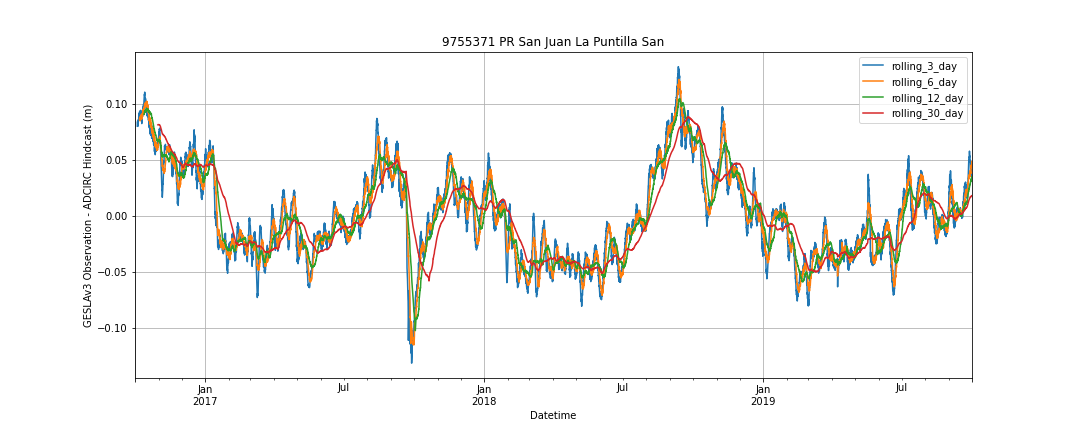 9755371 PR San Juan La Puntilla San
rolling_3_day
rolling_6_day
rolling_12_day
rolling_30_day
GESLAv3 Observation - ADCIRC Hindcast (m)
0.10
0.05
0.00
−0.05
−0.10
Jan Jul Jan Jul Jan Jul
2017 2018 2019
Datetime